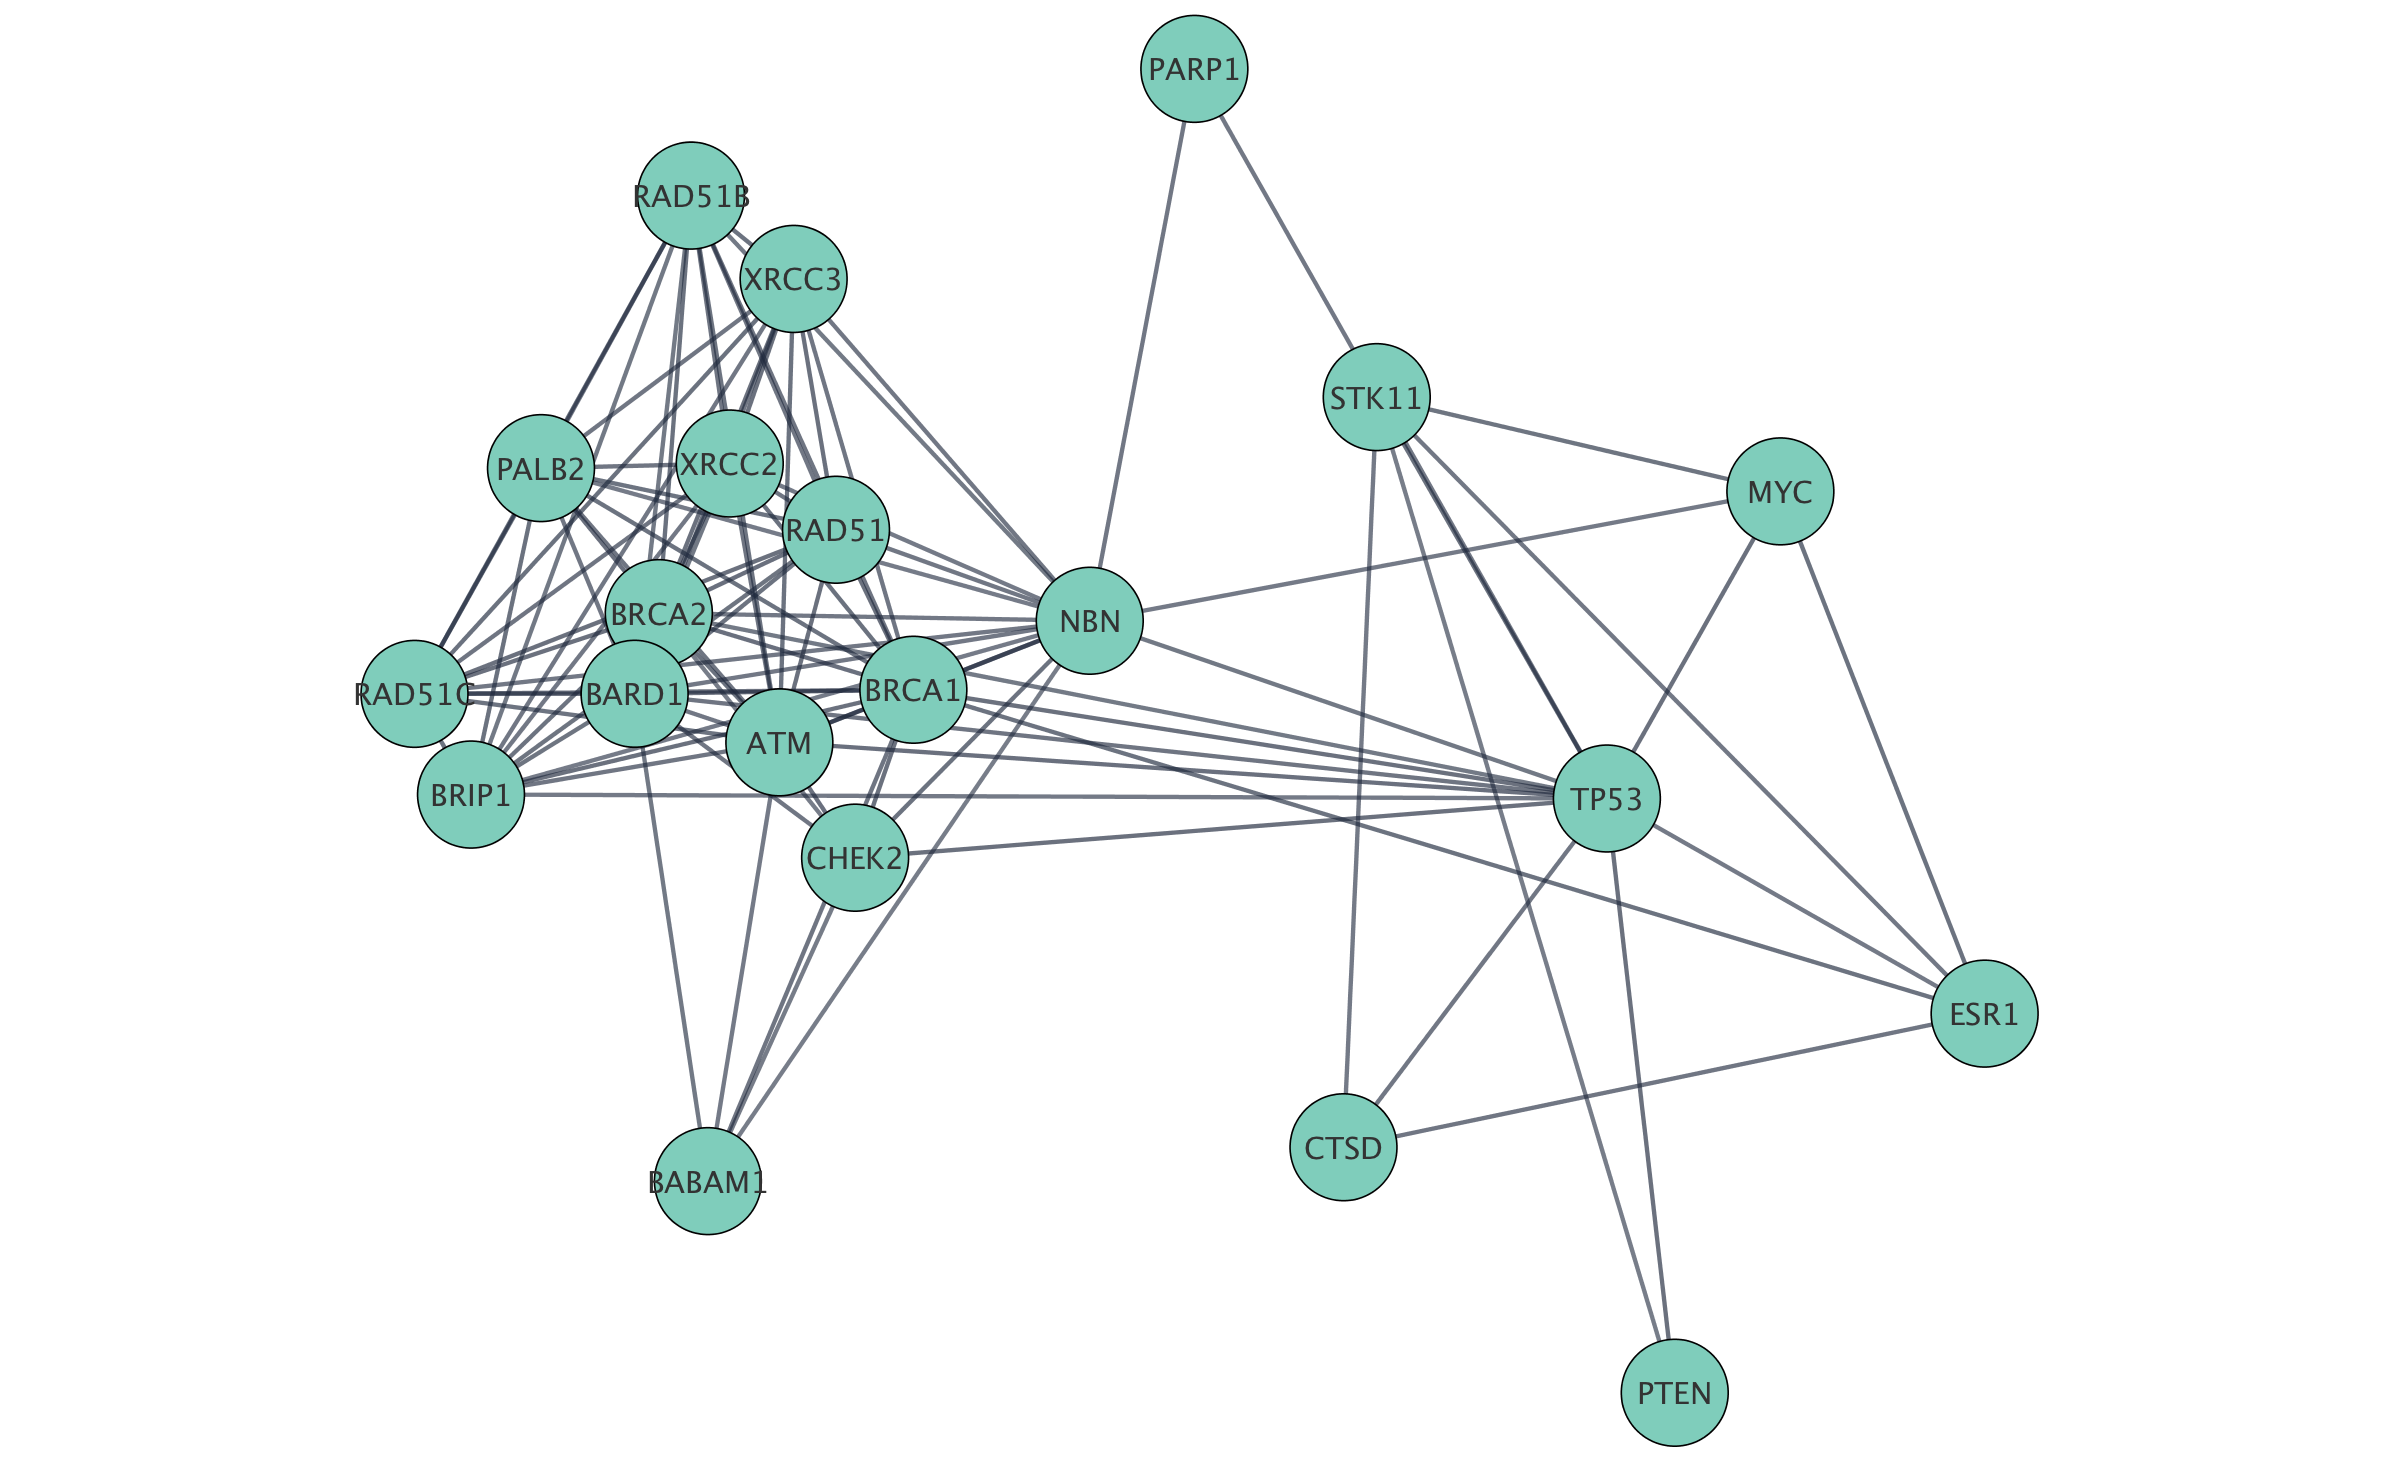 PARP1
RAD51B
XRCC3
STK11
PALB2
XRCC2
MYC
RAD51
BRCA2
NBN
RAD51C
BARD1
BRCA1
ATM
BRIP1
TP53
CHEK2
ESR1
CTSD
BABAM1
PTEN